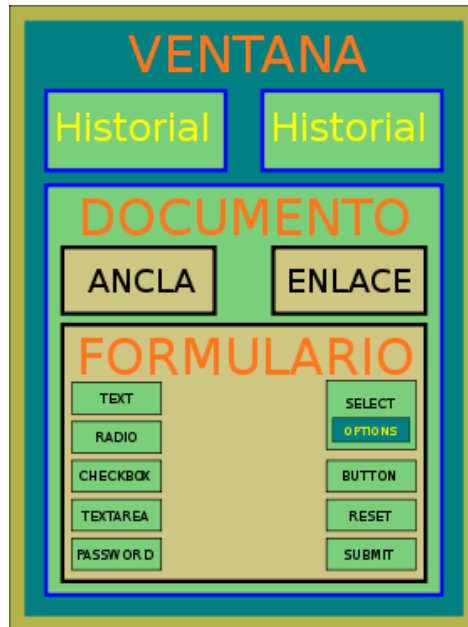 VENTANA
Historial Historial
DOCUMENTO
ANCLA ENLACE
FORMULARIO
TEXT
RADIO
CHECKBOX
TEXTAREA
PASSWORD
SELECT
OPTIONS
BUTTON
RESET
SUBMIT